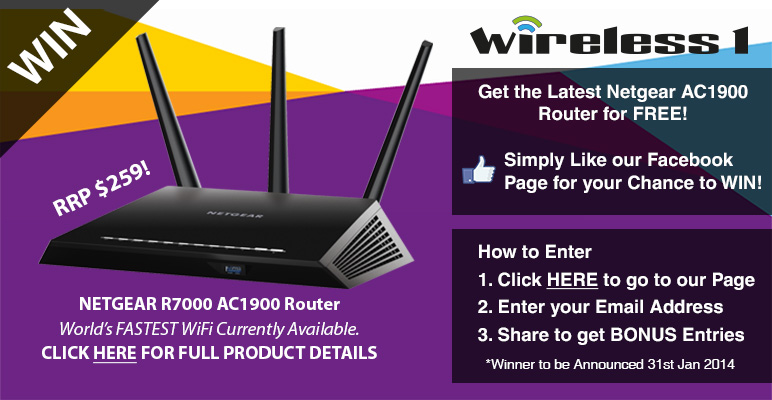 WIN
RRP $259!
NETGEAR
NETGEAR R7000 AC1900 Router
World's FASTEST WiFi Currently Available.
CLICK HERE FOR FULL PRODUCT DETAILS
wireless 1
Get the Latest Netgear AC1900
Router for FREE!
Simply Like our Facebook
Page for your Chance to WIN!
How to Enter
1. Click HERE to go to our Page
2. Enter your Email Address
3. Share to get BONUS Entries
*Winner to be Announced 31st Jan 2014